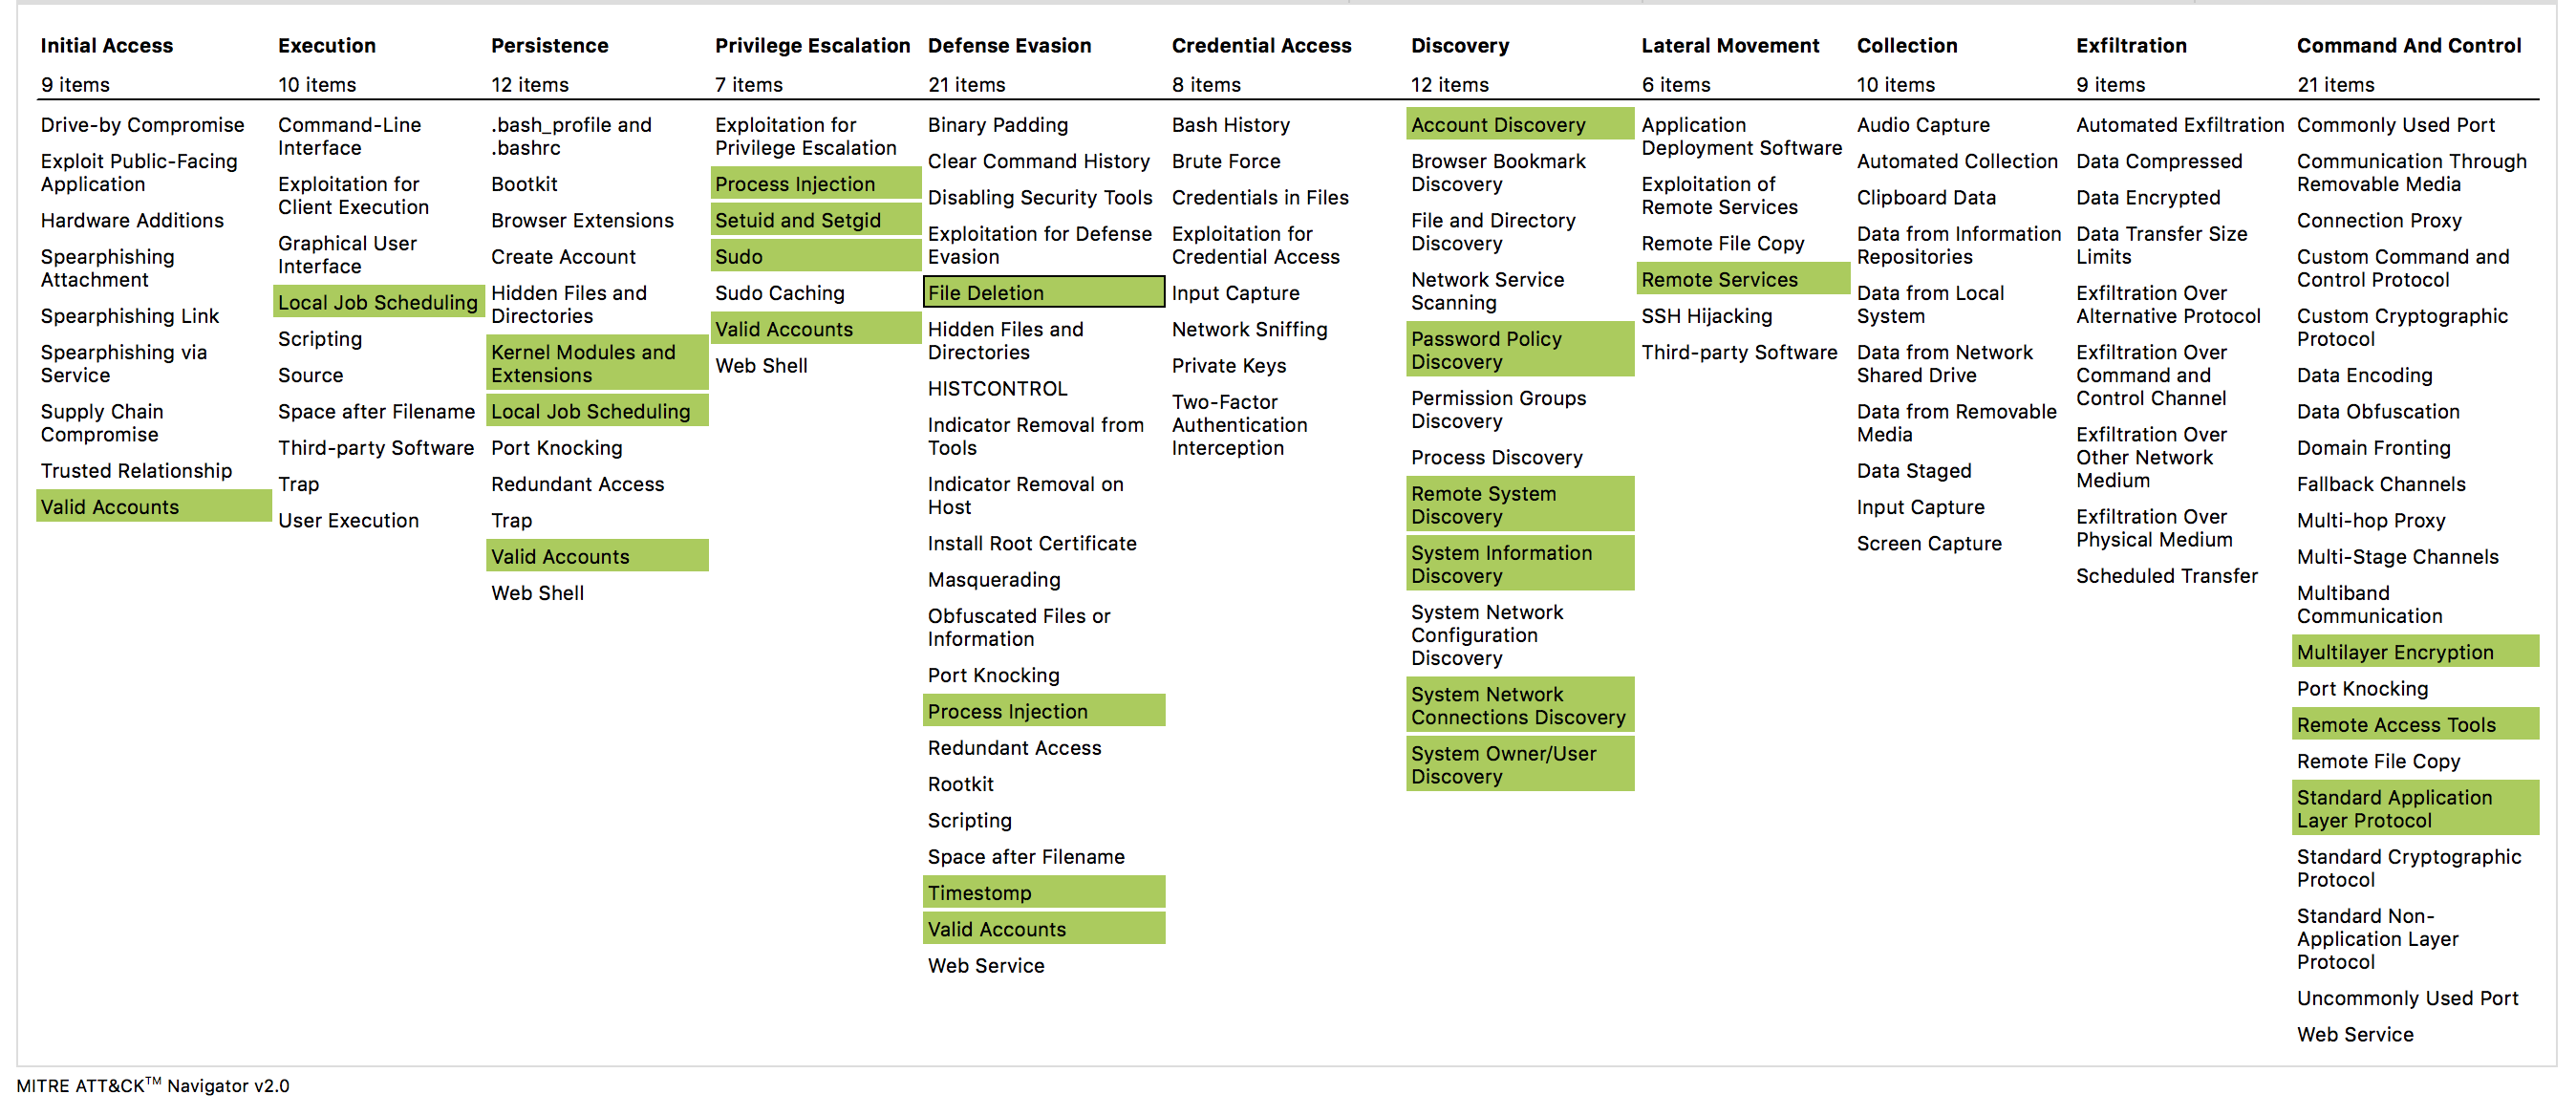 Initial Access
9 items
Drive-by Compromise
Exploit Public-Facing
Application
Hardware Additions
Spearphishing
Attachment
Spearphishing Link
Spearphishing via
Service
Supply Chain
Compromise
Trusted Relationship
Valid Accounts
Execution
10 items
Command-Line
Interface
Exploitation for
Client Execution
Graphical User
Interface
Local Job Scheduling
Scripting
Source
Space after Filename
Third-party Software
Trap
User Execution
Persistence
12 items
.bash_profile and
.bashrc
Bootkit
Browser Extensions
Create Account
Hidden Files and
Directories
Kernel Modules and
Extensions
Local Job Scheduling
Port Knocking
Redundant Access
Trap
Valid Accounts
Web Shell
Privilege Escalation
7 items
Exploitation for
Privilege Escalation
Process Injection
Setuid and Setgid
Sudo
Sudo Caching
Valid Accounts
Web Shell
Defense Evasion
21 items
Binary Padding
Clear Command History
Disabling Security Tools
Exploitation for Defense
Evasion
File Deletion
Hidden Files and
Directories
HISTCONTROL
Indicator Removal from
Tools
Indicator Removal on
Host
Install Root Certificate
Masquerading
Obfuscated Files or
Information
Port Knocking
Process Injection
Redundant Access
Rootkit
Scripting
Space after Filename
Timestomp
Valid Accounts
Web Service
Credential Access
8 items
Bash History
Brute Force
Credentials in Files
Exploitation for
Credential Access
Input Capture
Network Sniffing
Private Keys
Two-Factor
Authentication
Interception
Discovery
12 items
Account Discovery
Browser Bookmark
Discovery
File and Directory
Discovery
Network Service
Scanning
Password Policy
Discovery
Permission Groups
Discovery
Process Discovery
Remote System
Discovery
System Information
Discovery
System Network
Configuration
Discovery
System Network
Connections Discovery
System Owner/User
Discovery
Lateral Movement
6 items
Application
Deployment Software
Exploitation of
Remote Services
Remote File Copy
Remote Services
SSH Hijacking
Third-party Software
Collection
10 items
Audio Capture
Automated Collection
Clipboard Data
Data from Information
Repositories
Data from Local
System
Data from Network
Shared Drive
Data from Removable
Media
Data Staged
Input Capture
Screen Capture
Exfiltration
9 items
Automated Exfiltration
Data Compressed
Data Encrypted
Data Transfer Size
Limits
Exfiltration Over
Alternative Protocol
Exfiltration Over
Command and
Control Channel
Exfiltration Over
Other Network
Medium
Exfiltration Over
Physical Medium
Scheduled Transfer
Command And Control
21 items
Commonly Used Port
Communication Through
Removable Media
Connection Proxy
Custom Command and
Control Protocol
Custom Cryptographic
Protocol
Data Encoding
Data Obfuscation
Domain Fronting
Fallback Channels
Multi-hop Proxy
Multi-Stage Channels
Multiband
Communication
Multilayer Encryption
Port Knocking
Remote Access Tools
Remote File Copy
Standard Application
Layer Protocol
Standard Cryptographic
Protocol
Standard Non-
Application Layer
Protocol
Uncommonly Used Port
Web Service
MITRE ATT&CK™ Navigator v2.0